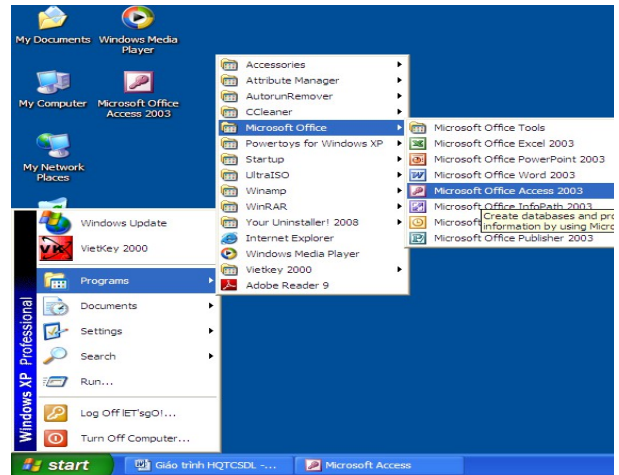 My Documents
Windows Media
Player
My Computer
Microsoft Office
Access 2003
My Network
Places
Accessories
Attribute Manager
AutorunRemover
CCleaner
Microsoft Office
Powertoys for Windows XP
Startup
UltraISO
Winamp
WinRAR
Your Uninstaller! 2008
Internet Explorer
Windows Media Player
Vietkey 2000
Adobe Reader 9
Microsoft Office Tools
Microsoft Office Excel 2003
Microsoft Office PowerPoint 2003
Microsoft Office Word 2003
Microsoft Office Access 2003
Microsoft Office InfoPath 2003
Create databases and pro
information by using Micro
Microsoft Office Publisher 2003
Windows Update
VK
VietKey 2000
Programs
Documents
Settings
Search
Run...
Log Off lET'sgO!...
Turn Off Computer...
Windows XP Professional
start
Giáo trình HQTCSDL -...
Microsoft Access